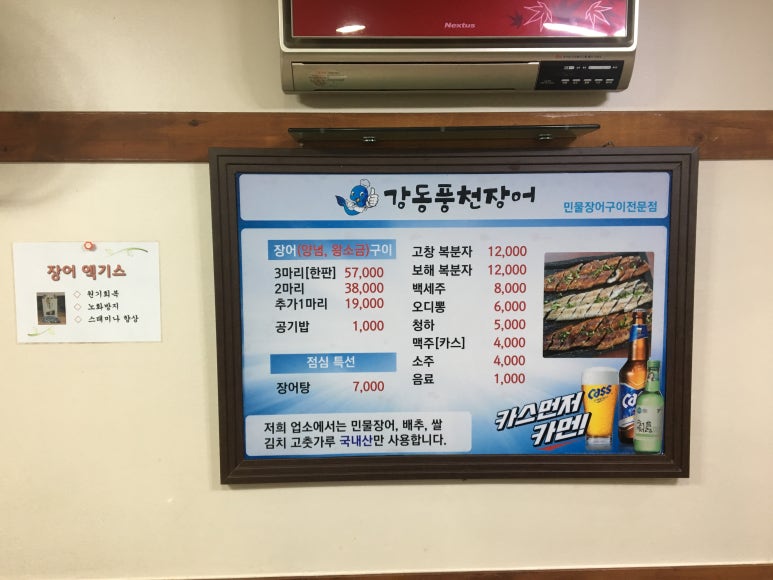 Nextus
강동풍천장어
민물장어구이전문점
장어(양념, 왕소금)구이
3마리[한판] 57,000
2마리 38,000
추가1마리 19,000
공기밥 1,000
점심 특선
장어탕 7,000
고창 복분자 12,000
보해 복분자 12,000
백세주 8,000
오디뽕 6,000
청하 5,000
맥주[카스] 4,000
소주 4,000
음료 1,000
저희 업소에서는 민물장어, 배추, 쌀
김치 고춧가루 국내산만 사용합니다.
카스먼저
카먼!
Cass
장어 엑기스
◇ 원기회복
◇ 노화방지
◇ 스태미나 향상